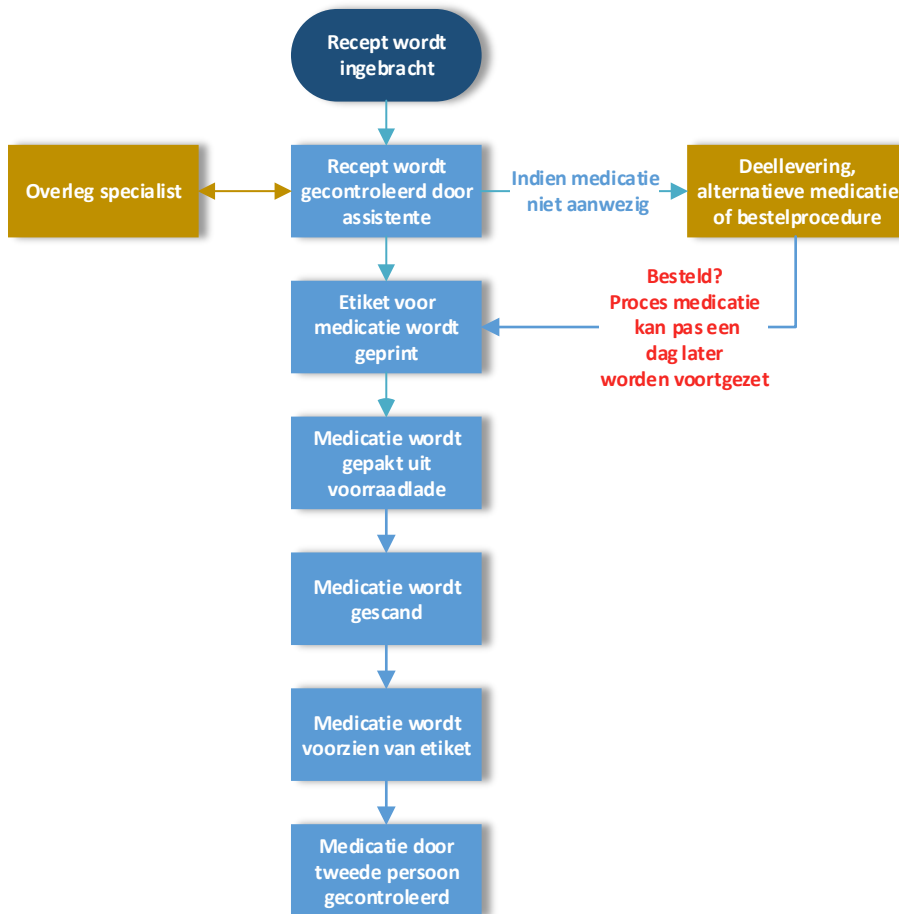 Recept wordt
ingebracht
Overleg specialist
Recept wordt
gecontroleerd door
assistente
Indien medicatie
niet aanwezig
Deellevering,
alternatieve medicatie
of bestelprocedure
Etiket voor
medicatie wordt
geprint
Besteld?
Proces medicatie
kan pas een
dag later
worden voortgezet
Medicatie wordt
gepakt uit
voorraadlade
Medicatie wordt
gescand
Medicatie wordt
voorzien van etiket
Medicatie door
tweede persoon
gecontroleerd